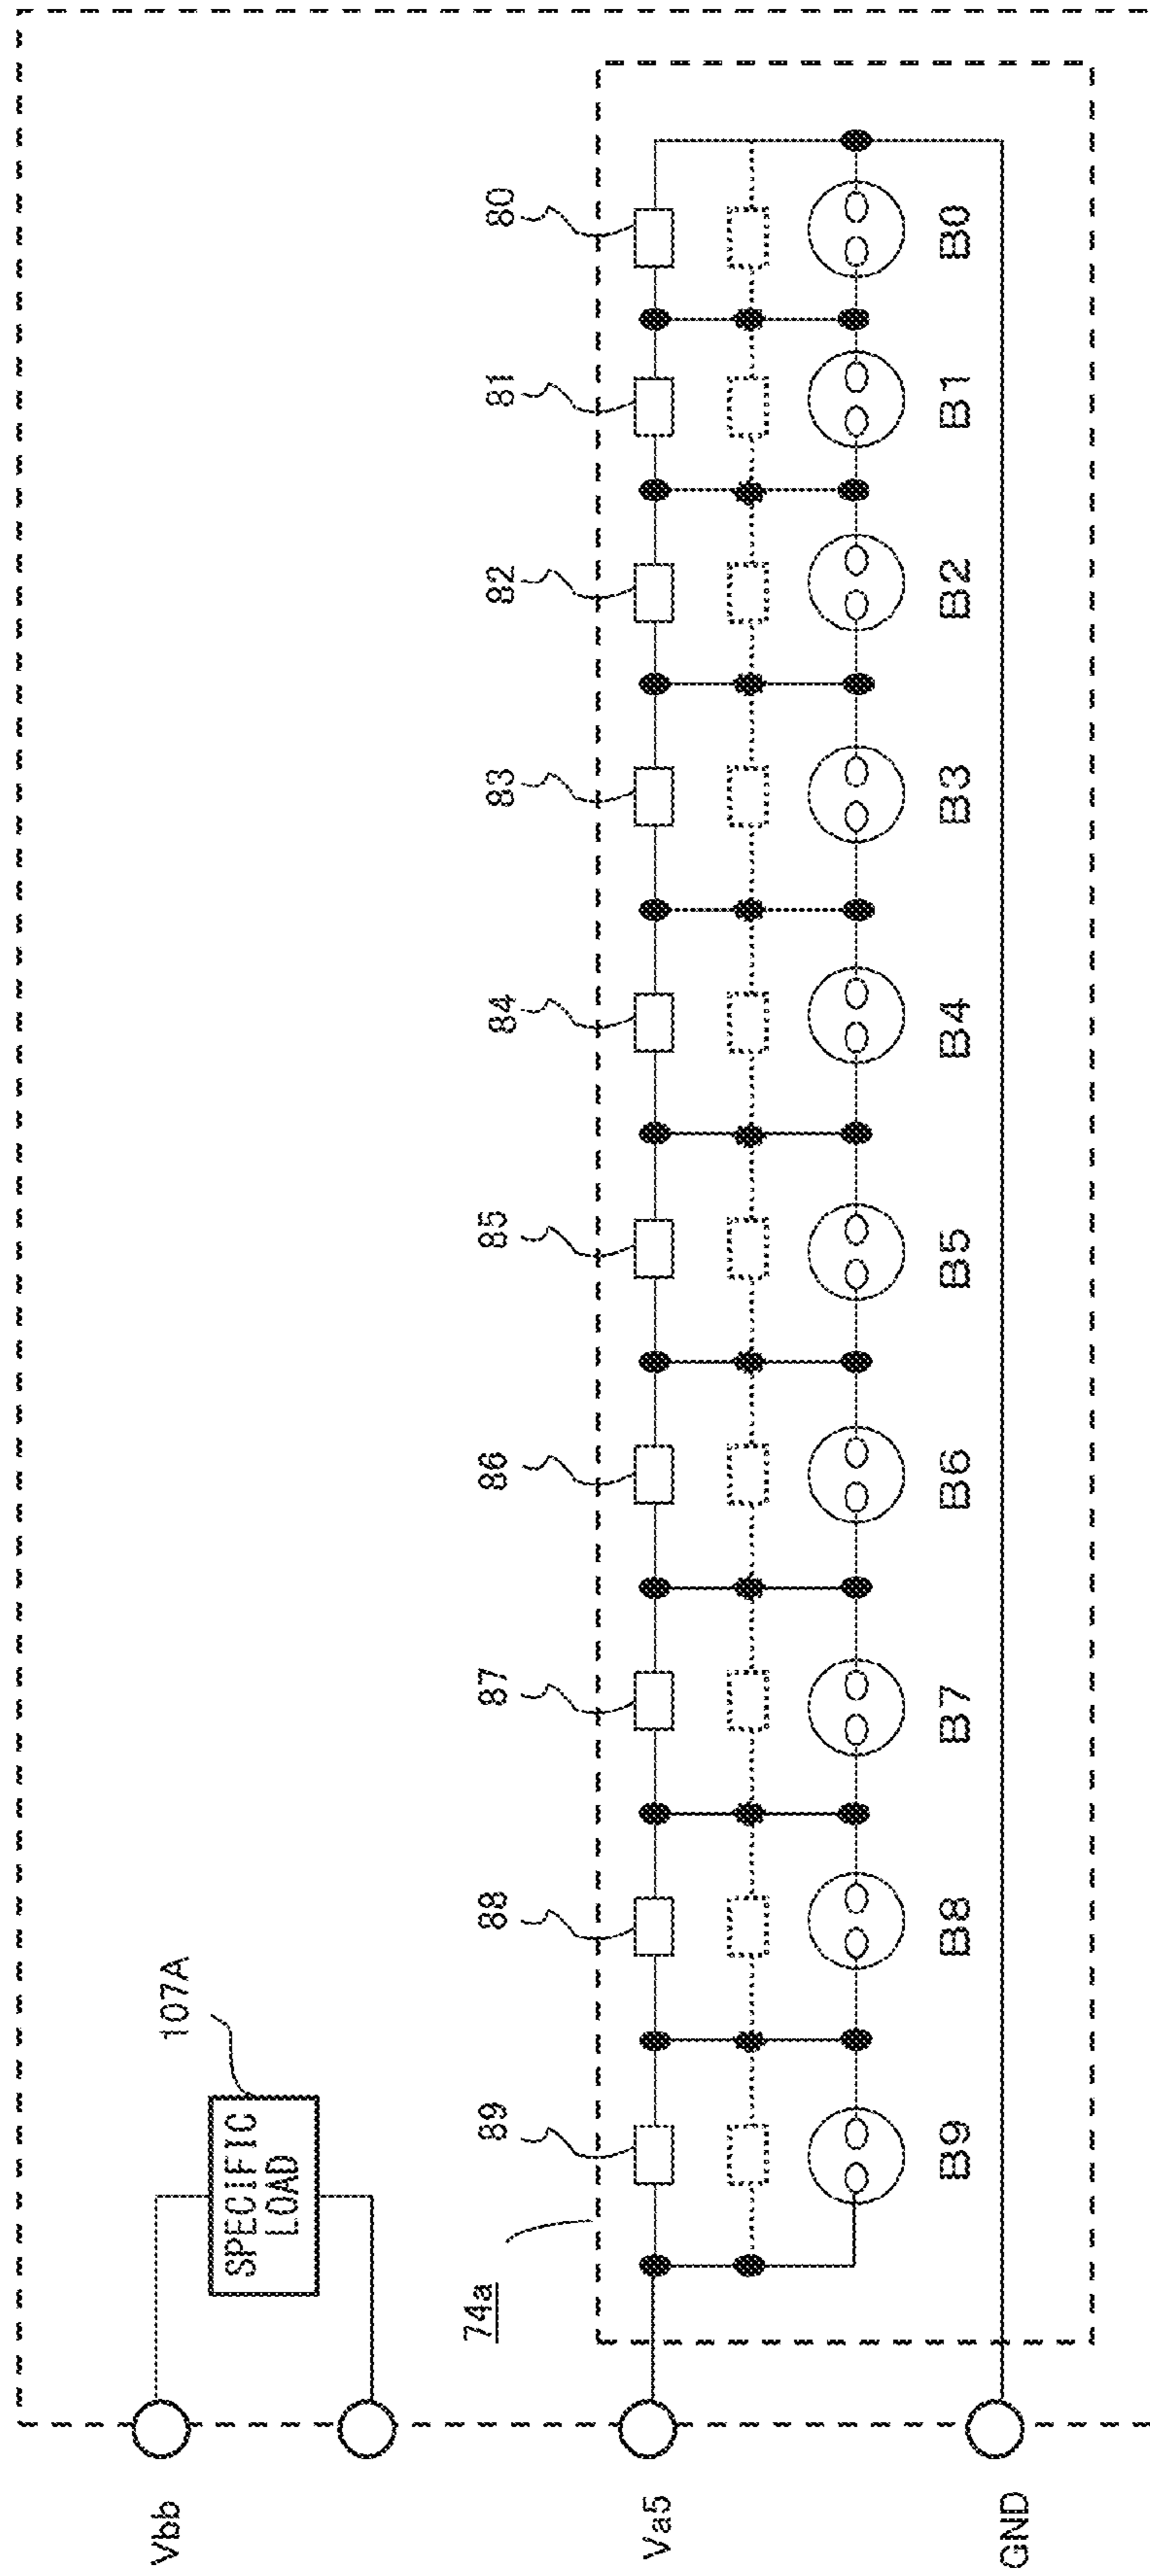 Vbb
SPECIFIC
LOAD
107A
Va5
GND
74a
89
88
87
86
85
84
83
82
81
80
B9
B8
B7
B6
B5
B4
B3
B2
B1
B0